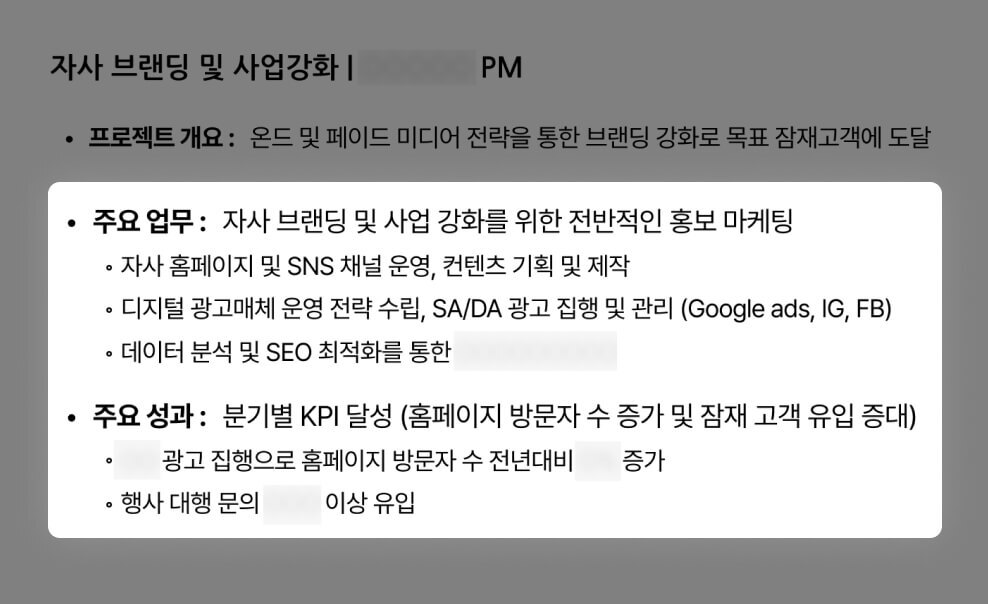 자사 브랜딩 및 사업강화 | PM
• 프로젝트 개요 : 온드 및 페이드 미디어 전략을 통한 브랜딩 강화로 목표 잠재고객에 도달
• 주요 업무 : 자사 브랜딩 및 사업 강화를 위한 전반적인 홍보 마케팅
◦ 자사 홈페이지 및 SNS 채널 운영, 컨텐츠 기획 및 제작
◦ 디지털 광고매체 운영 전략 수립, SA/DA 광고 집행 및 관리 (Google ads, IG, FB)
◦ 데이터 분석 및 SEO 최적화를 통한
• 주요 성과 : 분기별 KPI 달성 (홈페이지 방문자 수 증가 및 잠재 고객 유입 증대)
◦ 광고 집행으로 홈페이지 방문자 수 전년대비 증가
◦ 행사 대행 문의 이상 유입